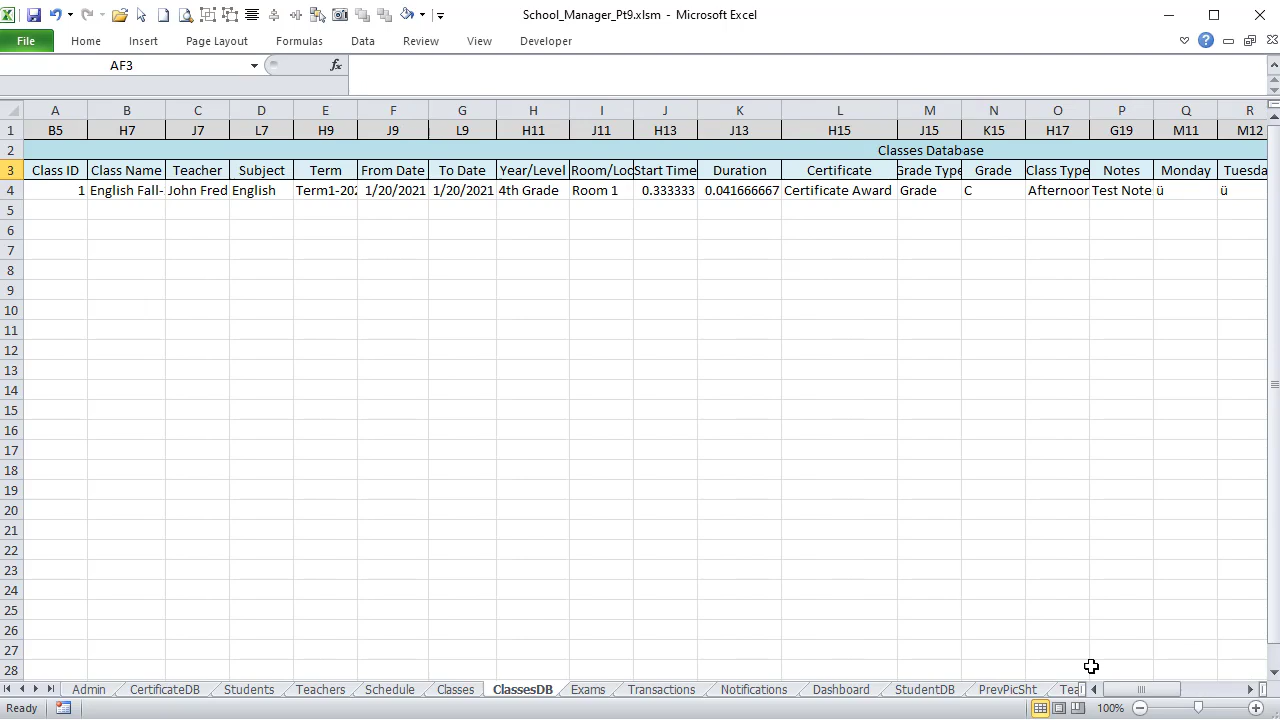 School_Manager_Pt9.xlsm - Microsoft Excel
File Home Insert Page Layout Formulas Data Review View Developer
AF3 fx
A B C D E F G H I J K L M N O P Q R
1 B5 H7 J7 L7 H9 J9 L9 H11 J11 H13 J13 H15 J15 K15 H17 G19 M11 M12
2 Classes Database
3 Class ID Class Name Teacher Subject Term From Date To Date Year/Level Room/Loc Start Time Duration Certificate Grade Type Grade Class Type Notes Monday Tuesda
4 1 English Fall- John Fred English Term1-202 1/20/2021 1/20/2021 4th Grade Room 1 0.333333 0.041666667 Certificate Award Grade C Afternoor Test Note ü ü
5
6
7
8
9
10
11
12
13
14
15
16
17
18
19
20
21
22
23
24
25
26
27
28
Admin CertificateDB Students Teachers Schedule Classes ClassesDB Exams Transactions Notifications Dashboard StudentDB PrevPicSht Tea
Ready 100%